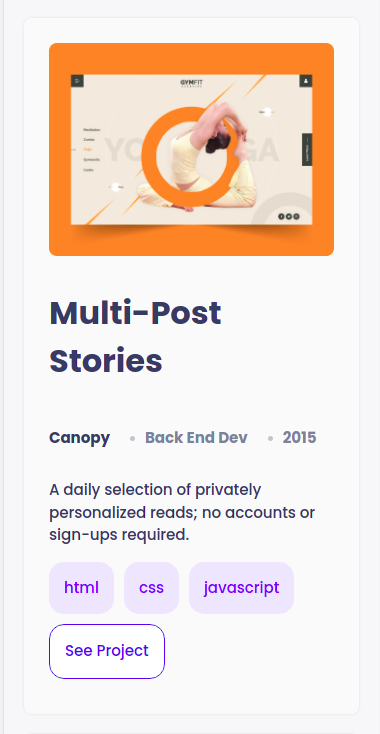 GYMFIT
YOGA
Multi-Post
Stories
Canopy • Back End Dev • 2015
A daily selection of privately
personalized reads; no accounts or
sign-ups required.
html css javascript
See Project